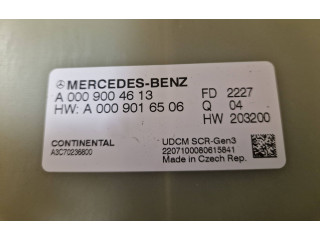 MERCEDES-BENZ
A 000 900 46 13 FD 2227
HW: A 000 901 65 06 Q 04
HW 203200
CONTINENTAL UDCM SCR-Gen3
A3C70236600 2207100080615841
Made in Czech Rep.